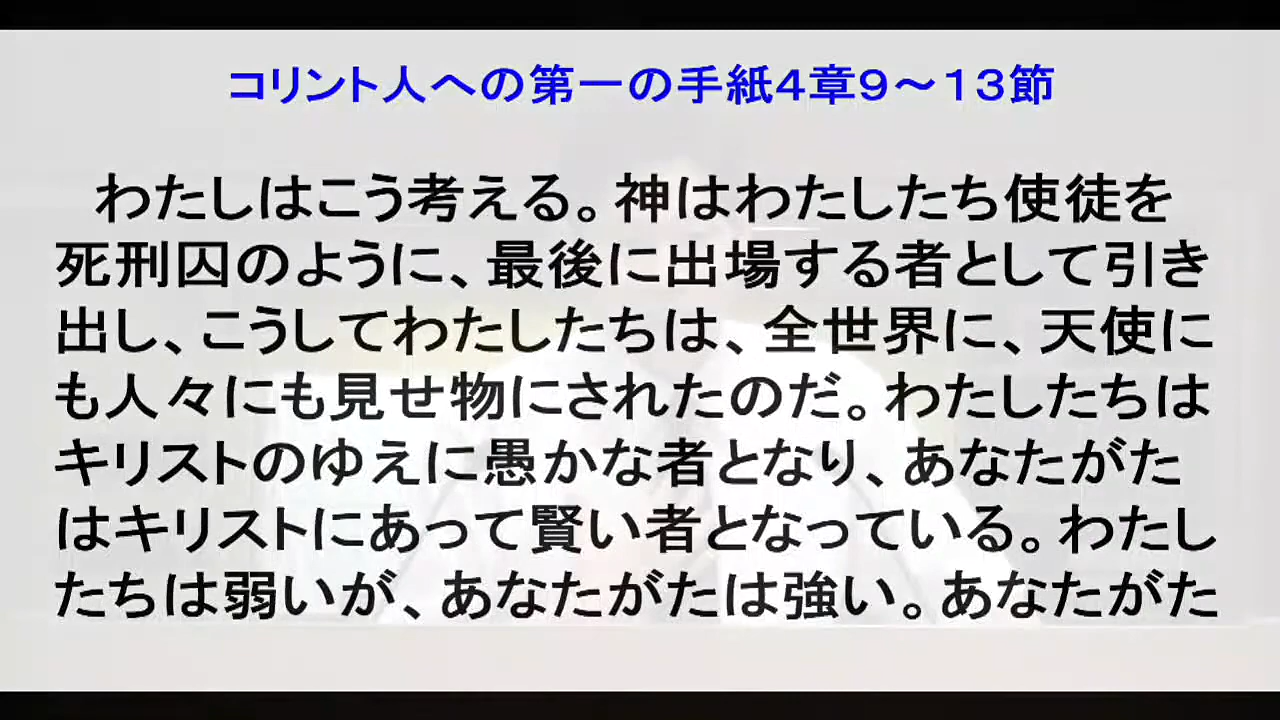 コリント人への第一の手紙４章９～１３節
わたしはこう考える。神はわたしたち使徒を
死刑囚のように、最後に出場する者として引き
出し、こうしてわたしたちは、全世界に、天使に
も人々にも見せ物にされたのだ。わたしたちは
キリストのゆえに愚かな者となり、あなたがた
はキリストにあって賢い者となっている。わたし
たちは弱いが、あなたがたは強い。あなたがた